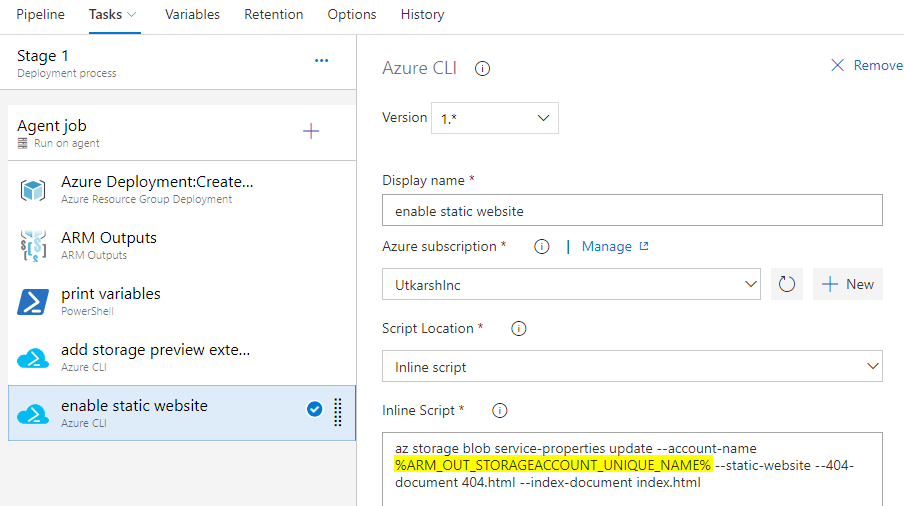 Pipeline Tasks Variables Retention Options History
Stage 1
Deployment process
Agent job
Run on agent
Azure Deployment:Create...
Azure Resource Group Deployment
ARM Outputs
ARM Outputs
print variables
PowerShell
add storage preview exte...
Azure CLI
enable static website
Azure CLI
Azure CLI
Remove
Version 1.*
Display name *
enable static website
Azure subscription * | Manage
UtkarshInc
New
Script Location *
Inline script
Inline Script *
az storage blob service-properties update --account-name
%ARM_OUT_STORAGEACCOUNT_UNIQUE_NAME% --static-website --404-
document 404.html --index-document index.html